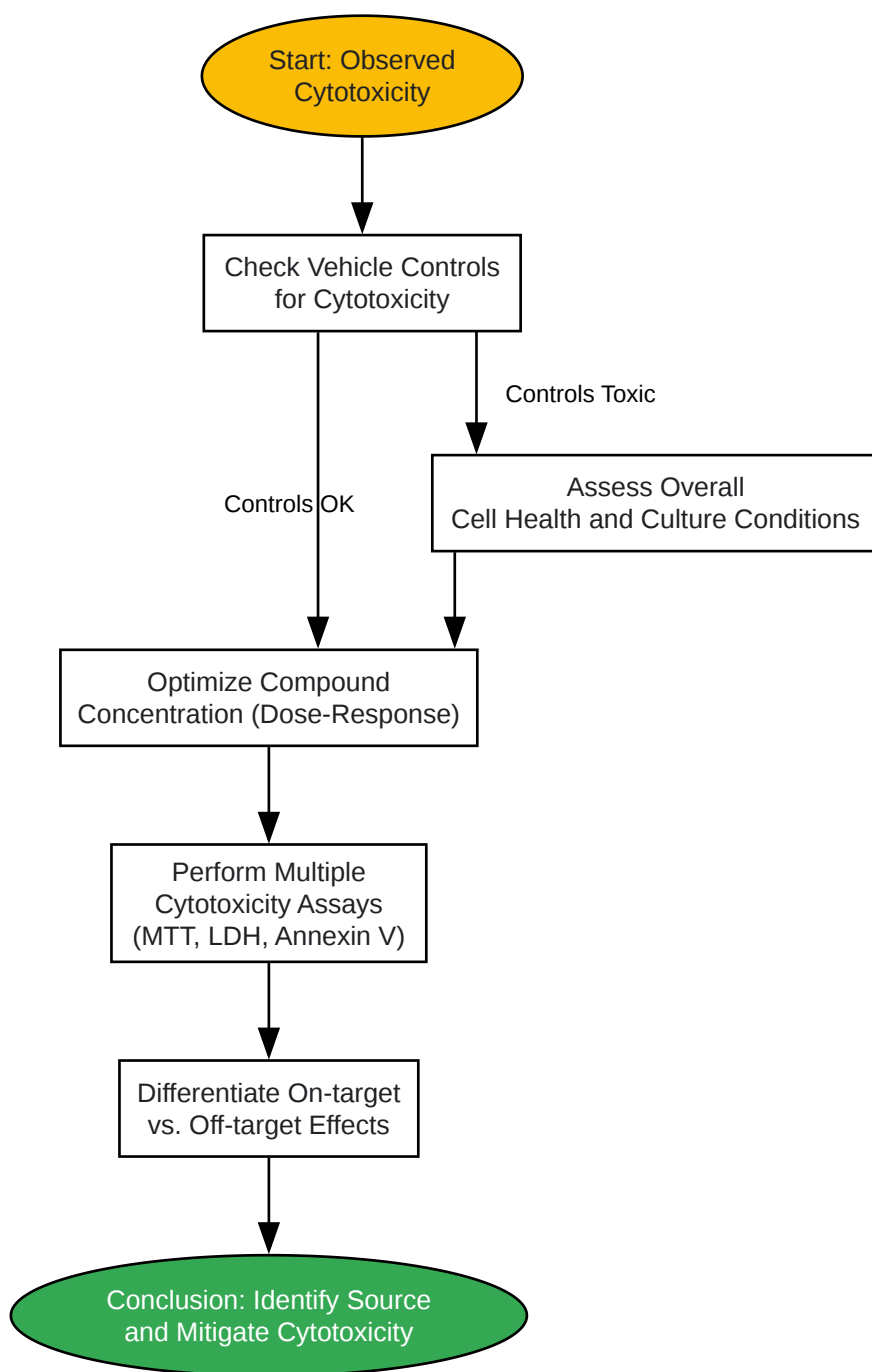 Start: Observed
Cytotoxicity
Check Vehicle Controls
for Cytotoxicity
Controls Toxic
Controls OK
Assess Overall
Cell Health and Culture Conditions
Optimize Compound
Concentration (Dose-Response)
Perform Multiple
Cytotoxicity Assays
(MTT, LDH, Annexin V)
Differentiate On-target
vs. Off-target Effects
Conclusion: Identify Source
and Mitigate Cytotoxicity